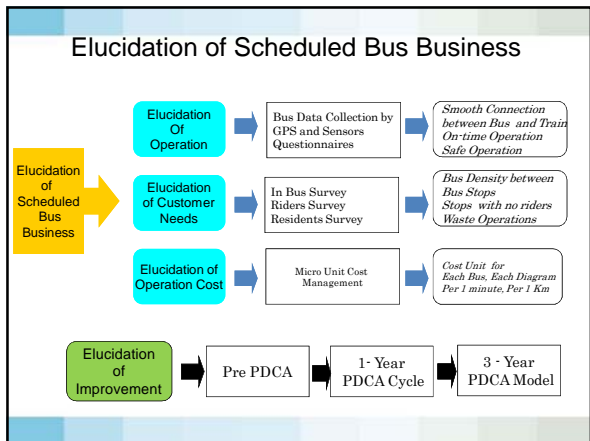 Elucidation of Scheduled Bus Business
Elucidation
of
Scheduled
Bus
Business
Elucidation
Of
Operation
Bus Data Collection by
GPS and Sensors
Questionnaires
Smooth Connection
between Bus and Train
On-time Operation
Safe Operation
Elucidation
of Customer
Needs
In Bus Survey
Riders Survey
Residents Survey
Bus Density between
Bus Stops
Stops with no riders
Waste Operations
Elucidation of
Operation Cost
Micro Unit Cost
Management
Cost Unit for
Each Bus, Each Diagram
Per 1 minute, Per 1 Km
Elucidation
of
Improvement
Pre PDCA
1- Year
PDCA Cycle
3 - Year
PDCA Model